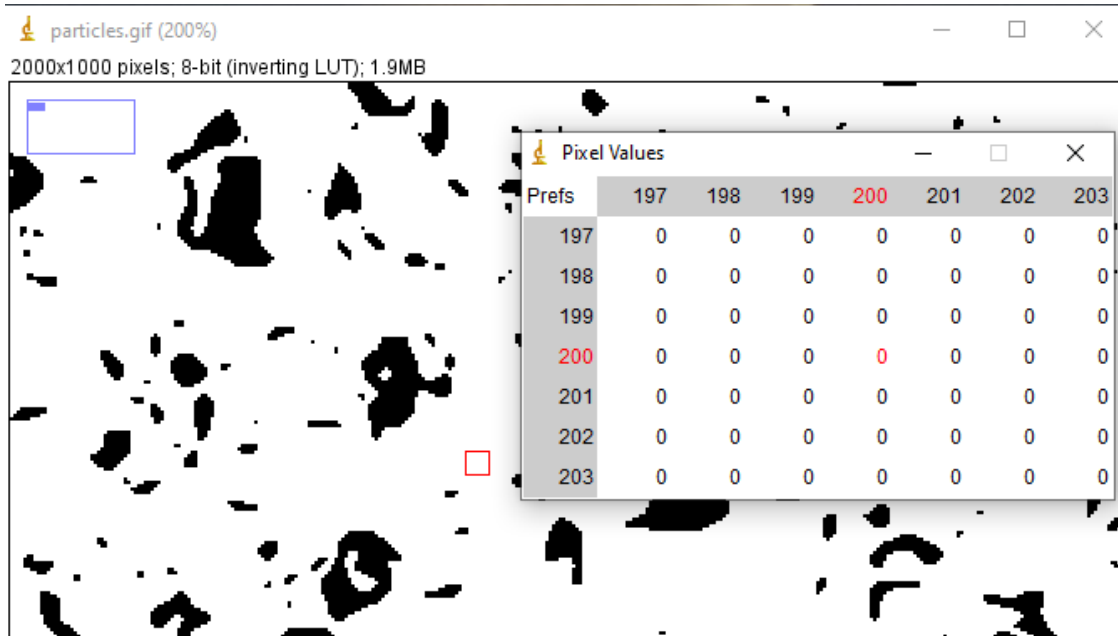 particles.gif (200%)
2000x1000 pixels; 8-bit (inverting LUT); 1.9MB
Pixel Values
Prefs 197 198 199 200 201 202 203
197 0 0 0 0 0 0 0
198 0 0 0 0 0 0 0
199 0 0 0 0 0 0 0
200 0 0 0 0 0 0 0
201 0 0 0 0 0 0 0
202 0 0 0 0 0 0 0
203 0 0 0 0 0 0 0